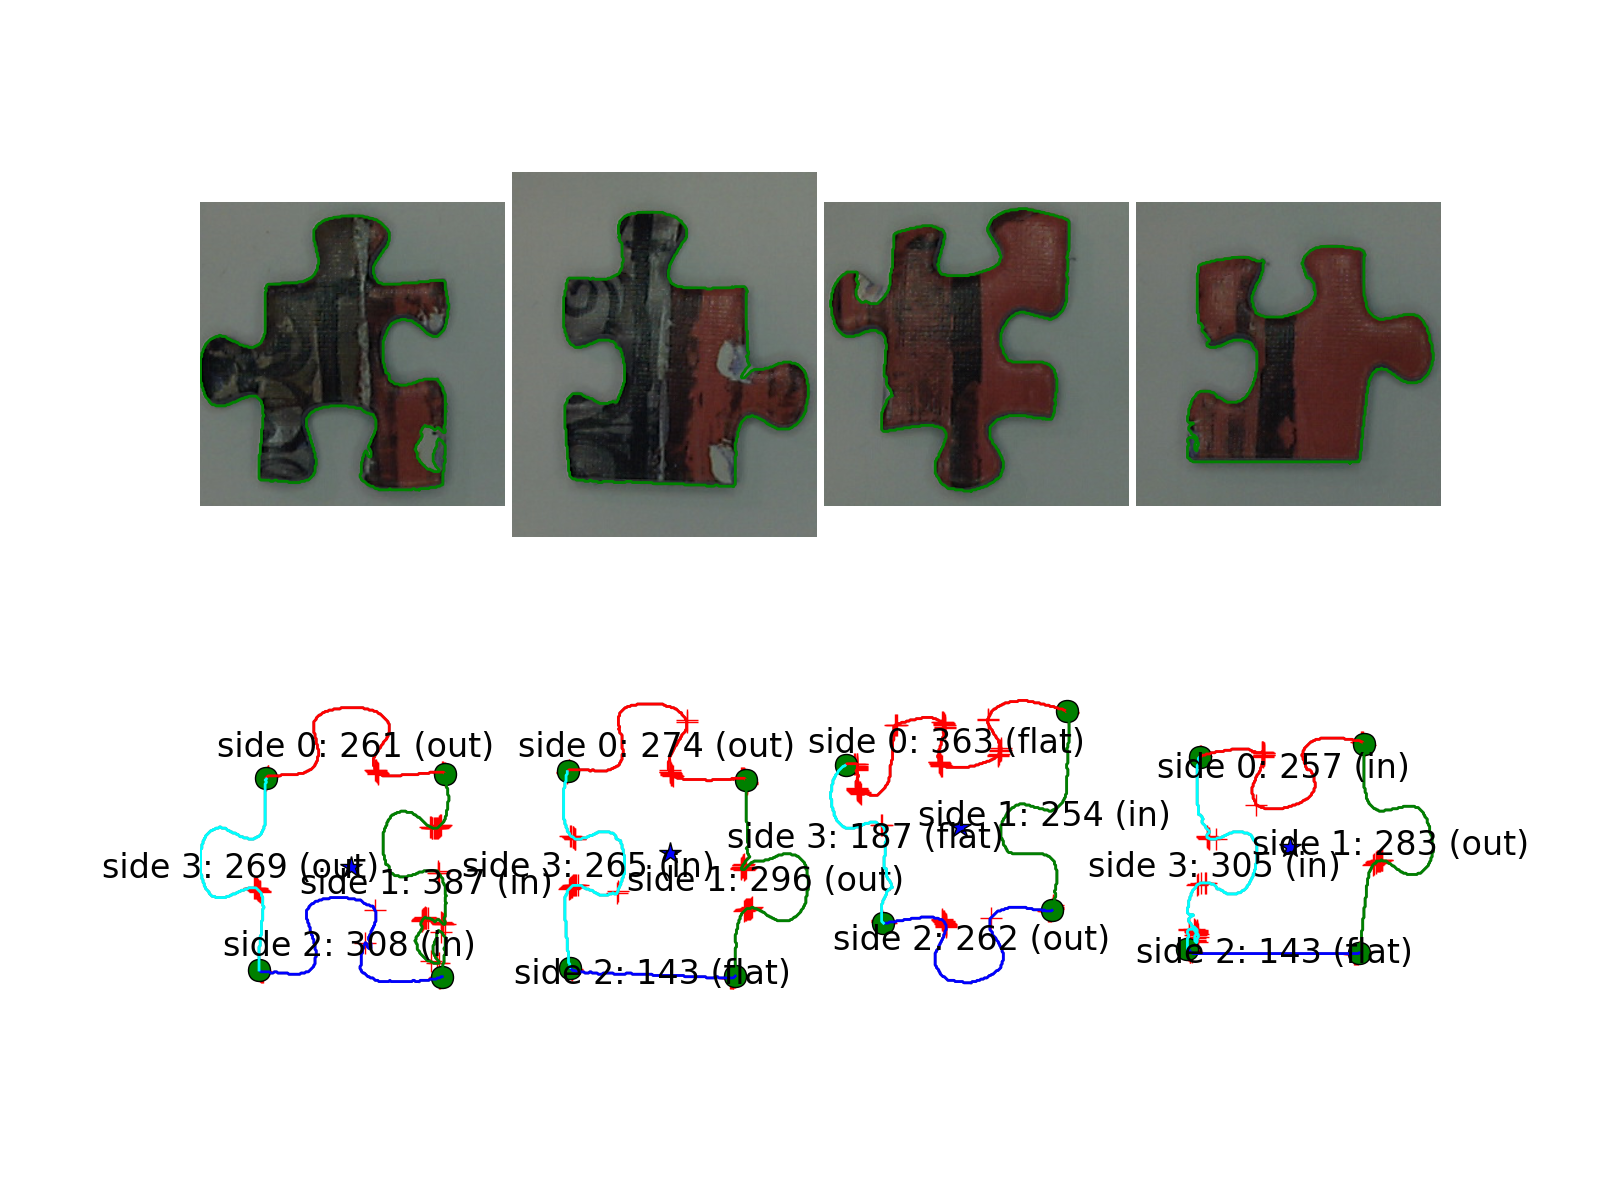 side 0: 261 (out)
side 1: 387 (in)
side 2: 308 (in)
side 3: 269 (out)
side 0: 274 (out)
side 1: 296 (out)
side 2: 143 (flat)
side 3: 265 (in)
side 0: 363 (flat)
side 1: 254 (in)
side 2: 262 (out)
side 3: 187 (flat)
side 0: 257 (in)
side 1: 283 (out)
side 2: 143 (flat)
side 3: 305 (in)